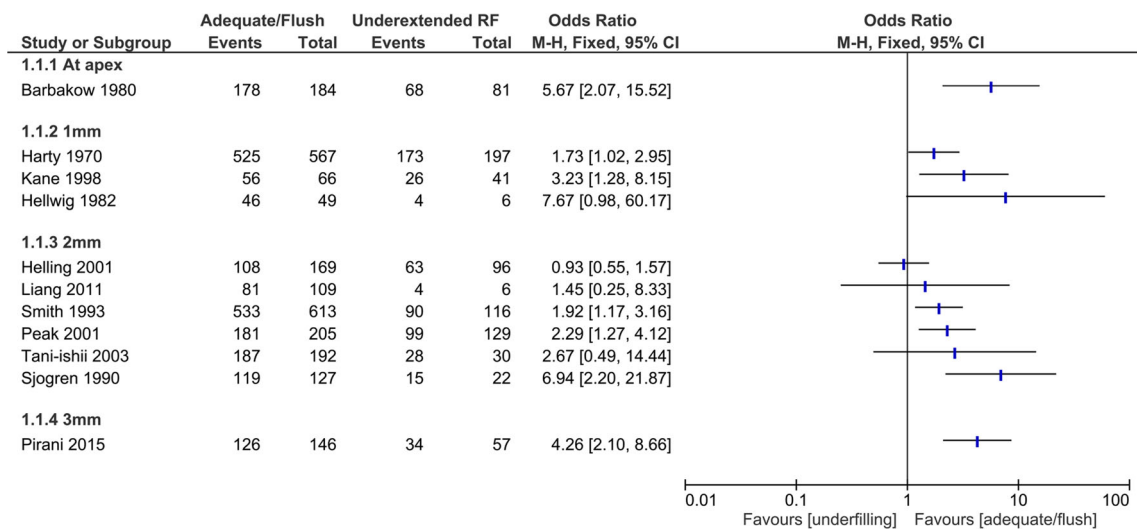 Adequate/Flush Underextended RF Odds Ratio Odds Ratio
Study or Subgroup Events Total Events Total M-H, Fixed, 95% CI M-H, Fixed, 95% CI
1.1.1 At apex
Barbakow 1980 178 184 68 81 5.67 [2.07, 15.52]
1.1.2 1mm
Harty 1970 525 567 173 197 1.73 [1.02, 2.95]
Kane 1998 56 66 26 41 3.23 [1.28, 8.15]
Hellwig 1982 46 49 4 6 7.67 [0.98, 60.17]
1.1.3 2mm
Helling 2001 108 169 63 96 0.93 [0.55, 1.57]
Liang 2011 81 109 4 6 1.45 [0.25, 8.33]
Smith 1993 533 613 90 116 1.92 [1.17, 3.16]
Peak 2001 181 205 99 129 2.29 [1.27, 4.12]
Tani-ishii 2003 187 192 28 30 2.67 [0.49, 14.44]
Sjogren 1990 119 127 15 22 6.94 [2.20, 21.87]
1.1.4 3mm
Pirani 2015 126 146 34 57 4.26 [2.10, 8.66]
0.01 0.1 1 10 100
Favours [underfilling] Favours [adequate/flush]